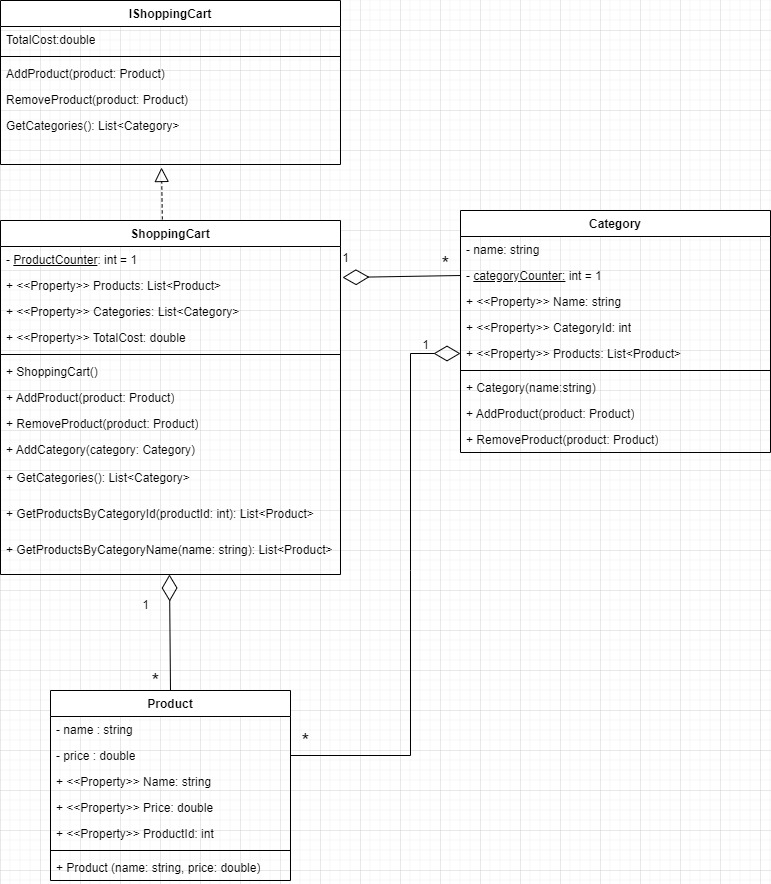 IShoppingCart
TotalCost:double
AddProduct(product: Product)
RemoveProduct(product: Product)
GetCategories(): List<Category>
ShoppingCart
- ProductCounter: int = 1
+ <<Property>> Products: List<Product>
+ <<Property>> Categories: List<Category>
+ <<Property>> TotalCost: double
+ ShoppingCart()
+ AddProduct(product: Product)
+ RemoveProduct(product: Product)
+ AddCategory(category: Category)
+ GetCategories(): List<Category>
+ GetProductsByCategoryId(productId: int): List<Product>
+ GetProductsByCategoryName(name: string): List<Product>
1
*
Category
- name: string
- categoryCounter: int = 1
+ <<Property>> Name: string
+ <<Property>> CategoryId: int
+ <<Property>> Products: List<Product>
+ Category(name:string)
+ AddProduct(product: Product)
+ RemoveProduct(product: Product)
1
*
1
*
Product
- name : string
- price : double
+ <<Property>> Name: string
+ <<Property>> Price: double
+ <<Property>> ProductId: int
+ Product (name: string, price: double)